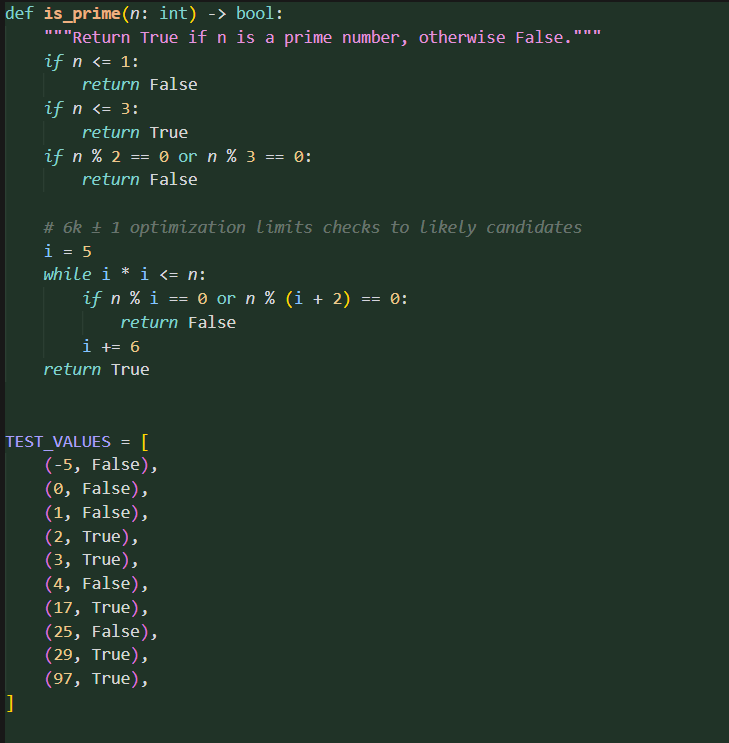 def is_prime(n: int) -> bool:
    """Return True if n is a prime number, otherwise False."""
    if n <= 1:
        return False
    if n <= 3:
        return True
    if n % 2 == 0 or n % 3 == 0:
        return False

    # 6k ± 1 optimization limits checks to likely candidates
    i = 5
    while i * i <= n:
        if n % i == 0 or n % (i + 2) == 0:
            return False
        i += 6
    return True


TEST_VALUES = [
    (-5, False),
    (0, False),
    (1, False),
    (2, True),
    (3, True),
    (4, False),
    (17, True),
    (25, False),
    (29, True),
    (97, True),
]